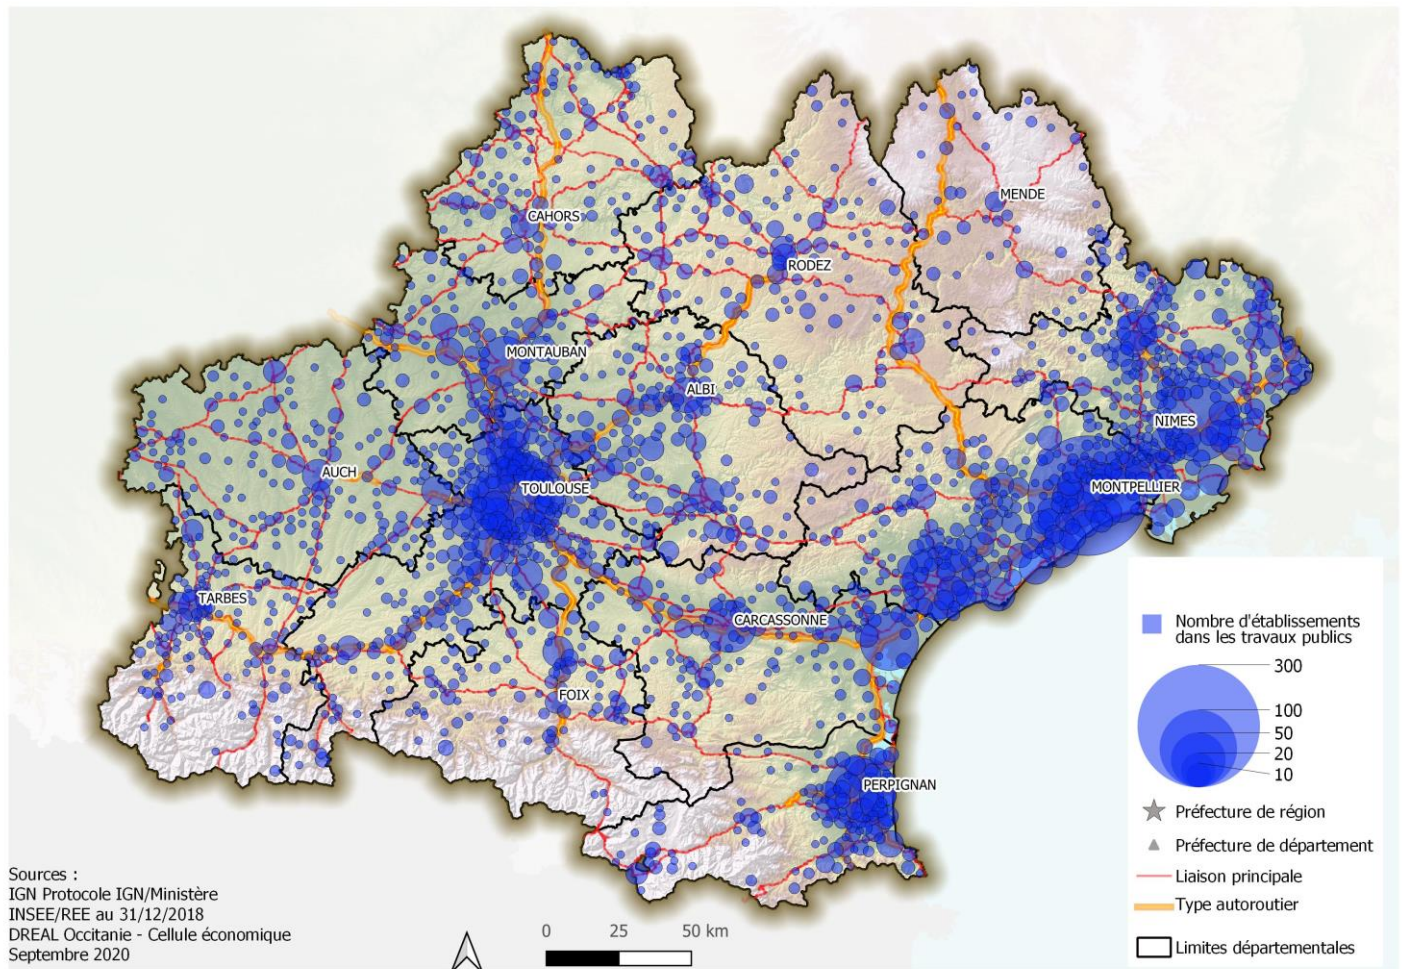 CAHORS
MENDE
RODEZ
MONTAUBAN
ALBI
NIMES
AUCH
TOULOUSE
MONTPELLIER
TARBES
CARCASSONNE
FOIX
PERPIGNAN
Nombre d'établissements
dans les travaux publics
300
100
50
20
10
Préfecture de région
Préfecture de département
Liaison principale
Type autoroutier
Limites départementales
Sources :
IGN Protocole IGN/Ministère
INSEE/REE au 31/12/2018
DREAL Occitanie - Cellule économique
Septembre 2020
0 25 50 km